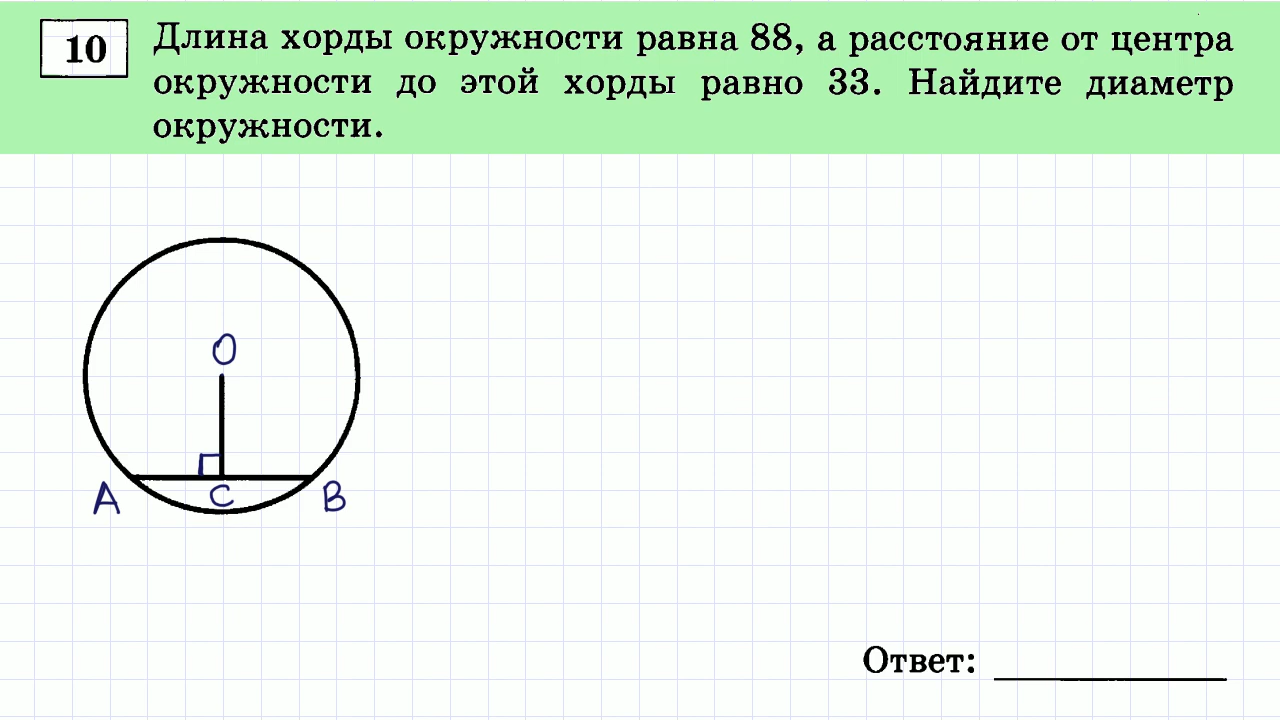 10 Длина хорды окружности равна 88, а расстояние от центра
окружности до этой хорды равно 33. Найдите диаметр
окружности.
O
A C B
Ответ: